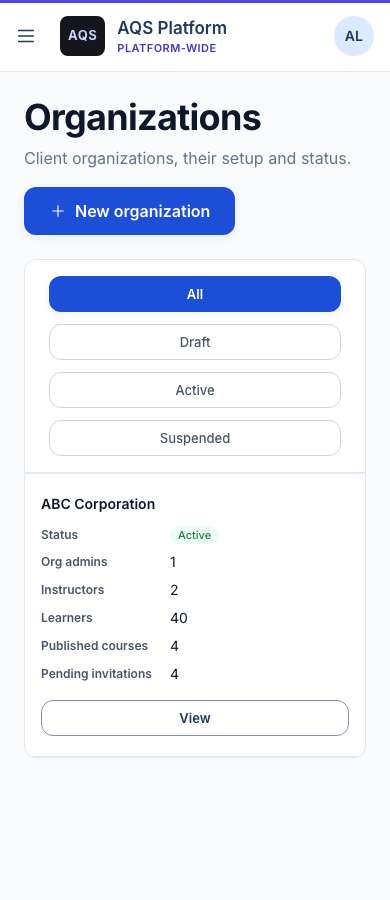 AQS
AQS Platform
PLATFORM-WIDE
AL
Organizations
Client organizations, their setup and status.
New organization
All
Draft
Active
Suspended
ABC Corporation
Status Active
Org admins 1
Instructors 2
Learners 40
Published courses 4
Pending invitations 4
View